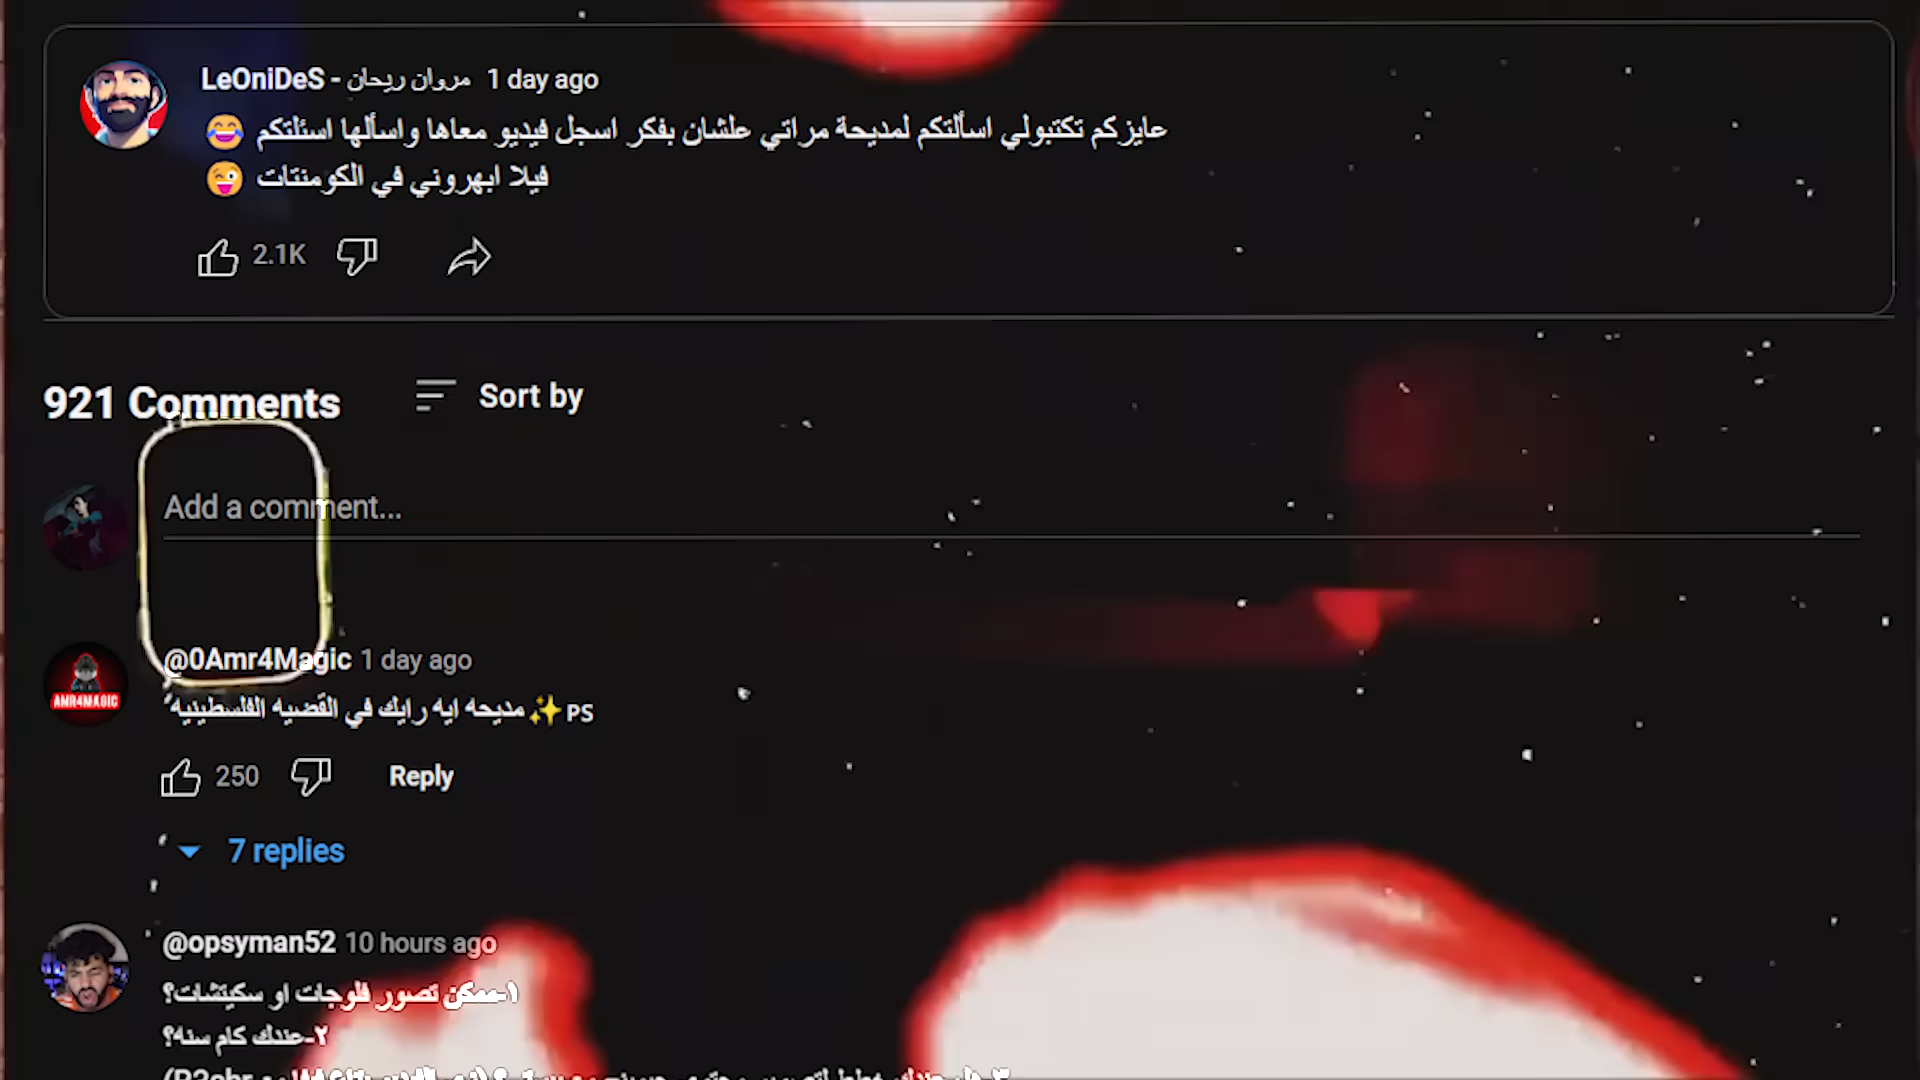 LeOniDeS - مروان ريحان 1 day ago
عايزكم تكتبولي اسألتكم لمديحة مراتي علشان بفكر اسجل فيديو معاها واسألها اسئلتكم 😂
فيلا ابهروني في الكومنتات 😜
2.1K
921 Comments
Sort by
Add a comment...
@0Amr4Magic 1 day ago
AMR4MAGIC
مديحه ايه رايك في القضيه الفلسطينيه ✨PS
250 Reply
7 replies
@opsyman52 10 hours ago
١-ممكن تصور فلوجات او سكيتشات؟
٢-عندك كام سنه؟